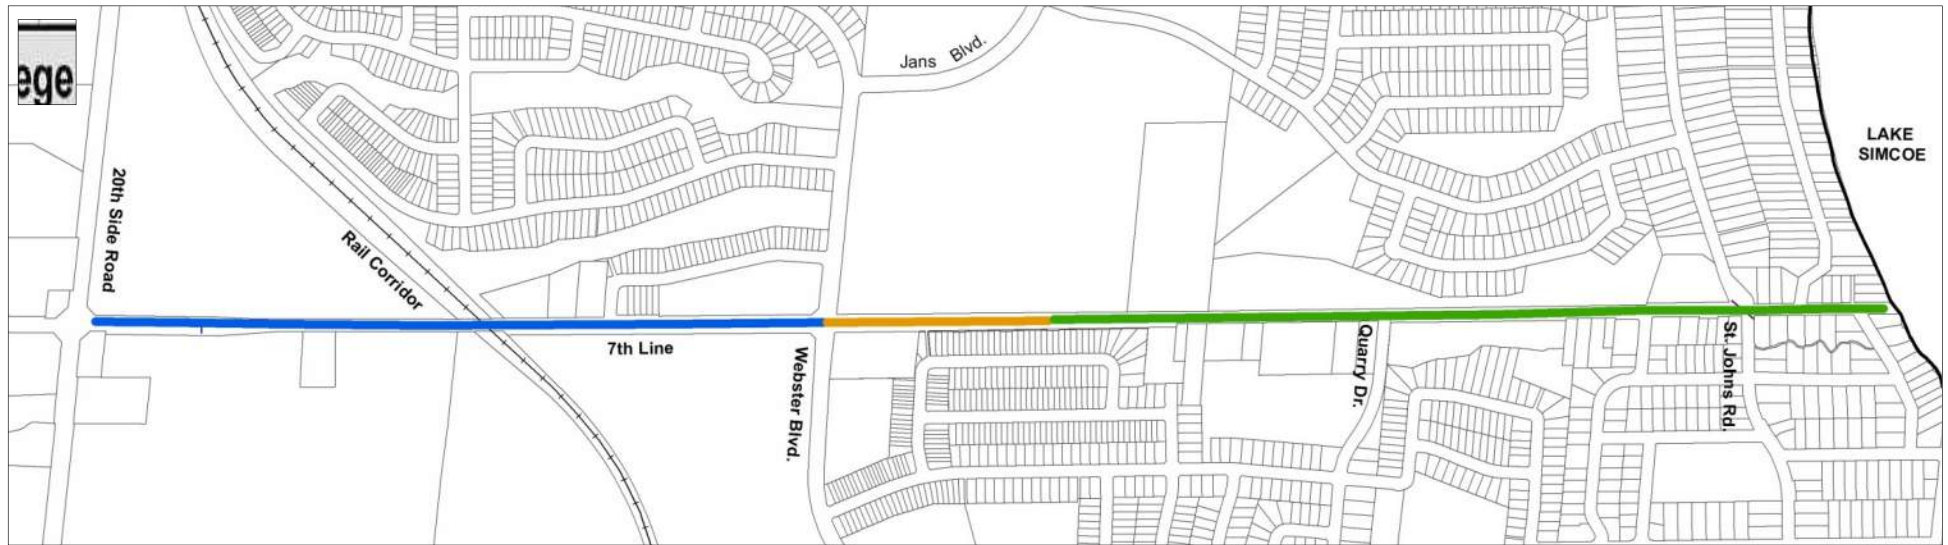 ege
Jans Blvd.
LAKE
SIMCOE
20th Side Road
Rail Corridor
7th Line
Webster Blvd.
Quarry Dr.
St. Johns Rd.